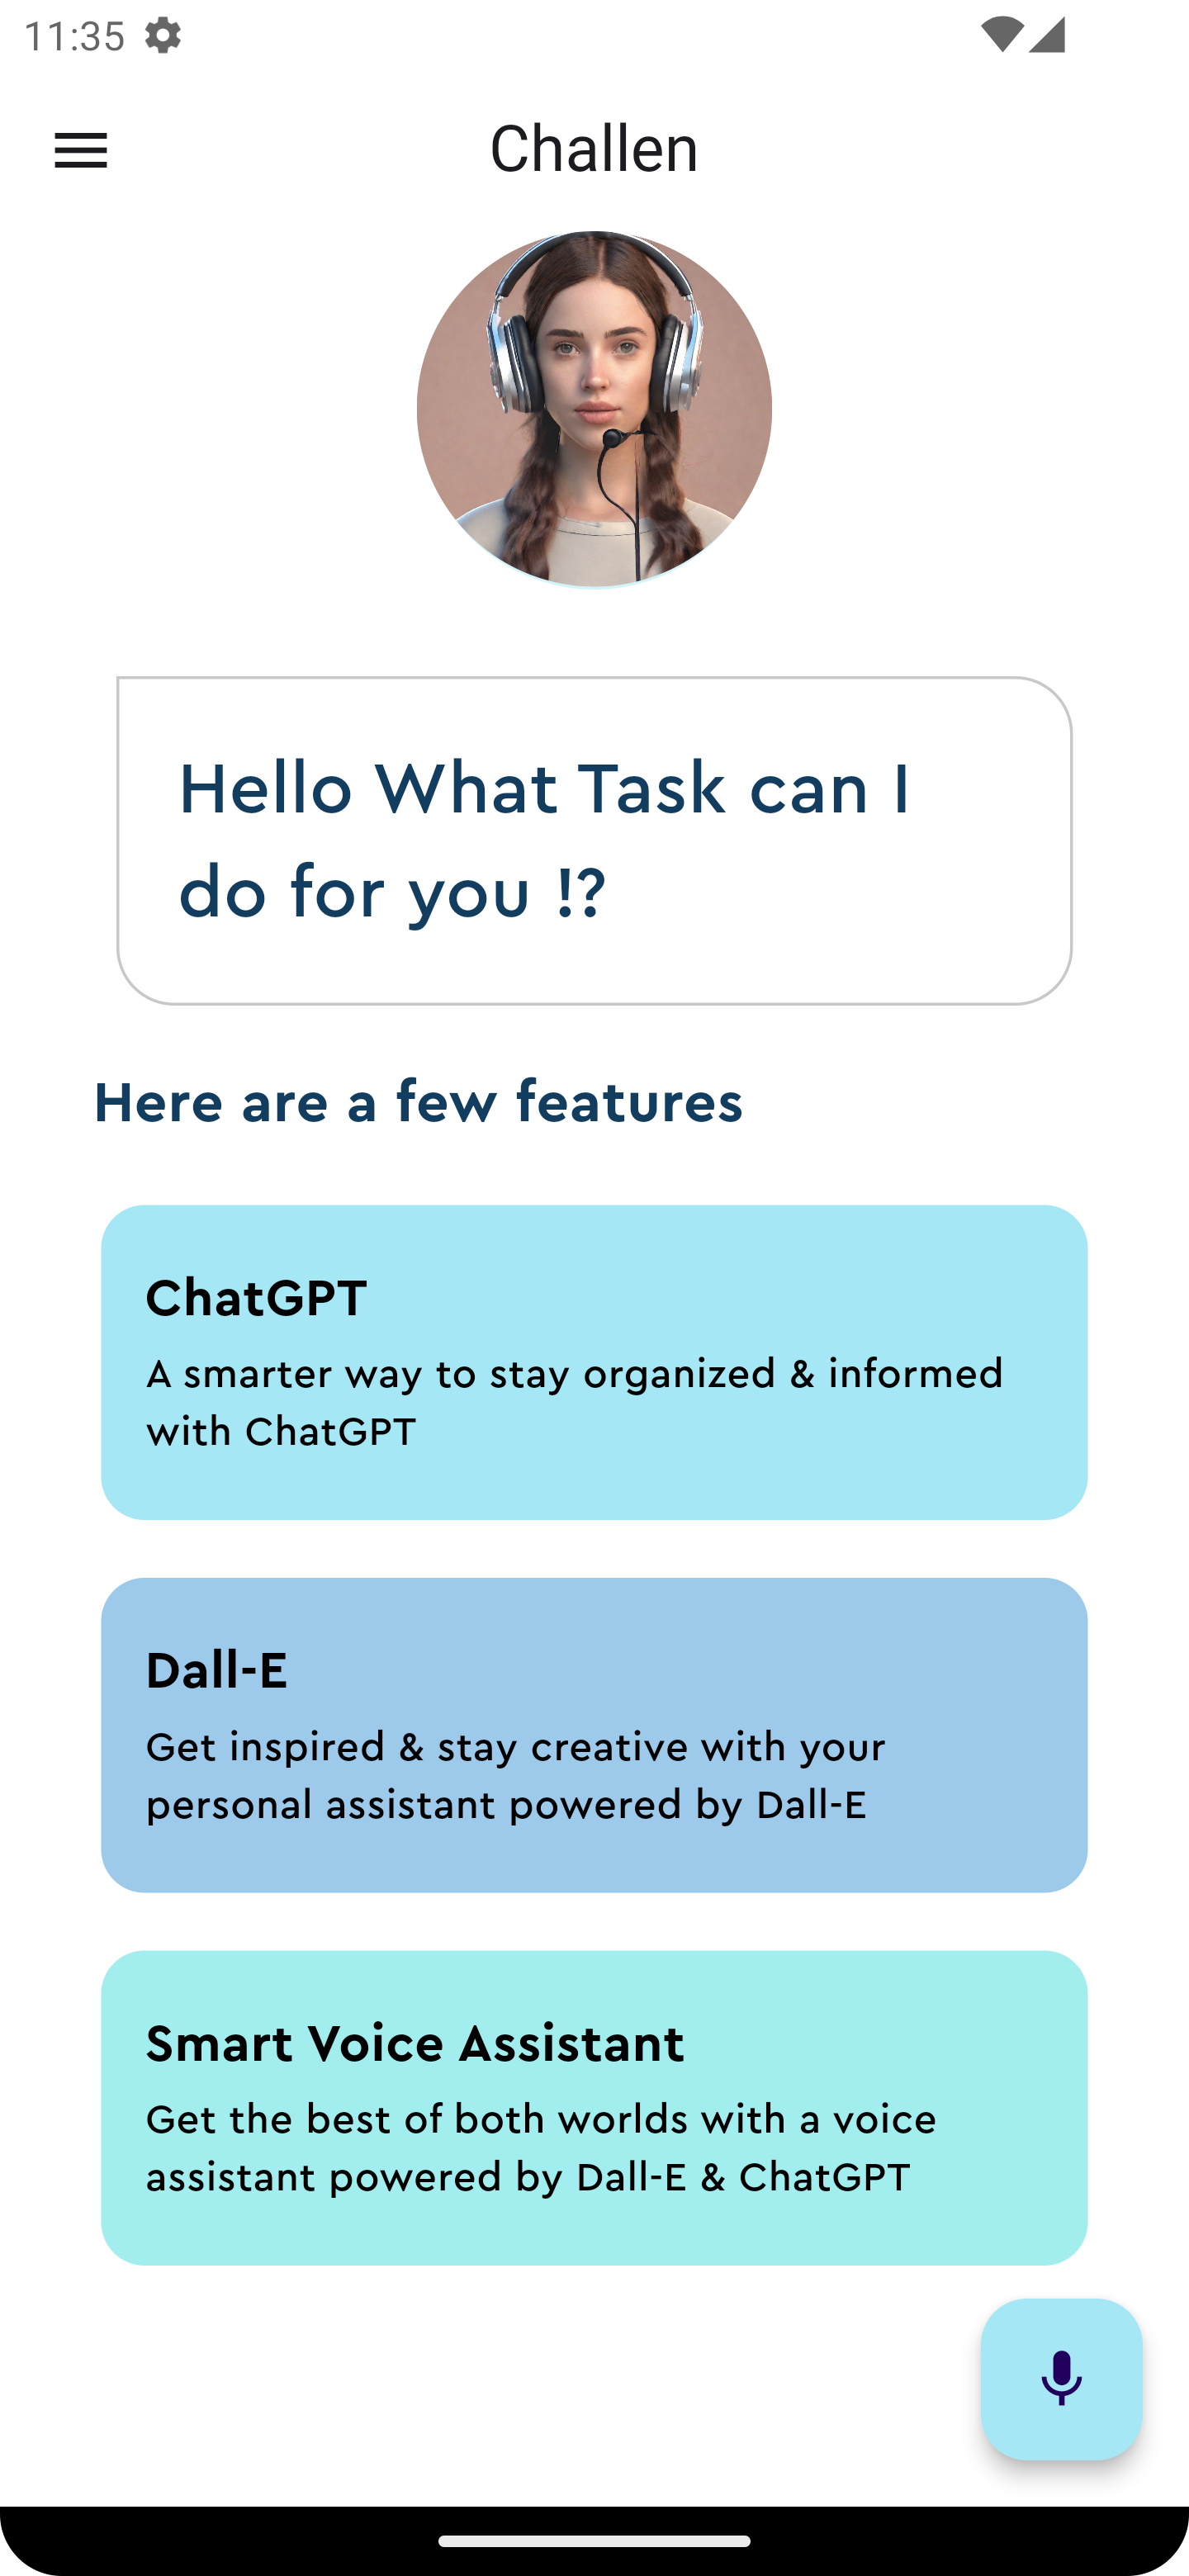 11:35
Challen
Hello What Task can I
do for you !?
Here are a few features
ChatGPT
A smarter way to stay organized & informed
with ChatGPT
Dall-E
Get inspired & stay creative with your
personal assistant powered by Dall-E
Smart Voice Assistant
Get the best of both worlds with a voice
assistant powered by Dall-E & ChatGPT